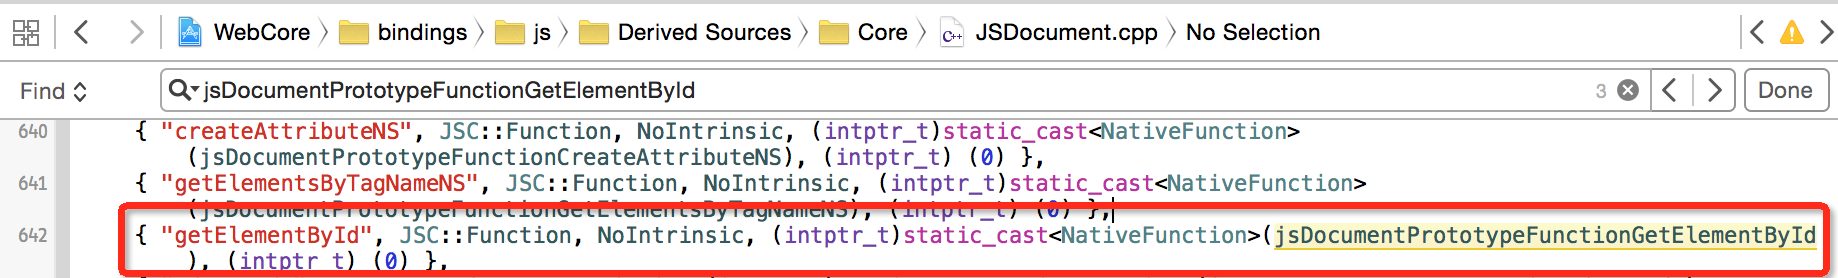 WebCore bindings js Derived Sources Core JSDocument.cpp No Selection
Find jsDocumentPrototypeFunctionGetElementById 3 Done
640 { "createAttributeNS", JSC::Function, NoIntrinsic, (intptr_t)static_cast<NativeFunction>
(jsDocumentPrototypeFunctionCreateAttributeNS), (intptr_t) (0) },
641 { "getElementsByTagNameNS", JSC::Function, NoIntrinsic, (intptr_t)static_cast<NativeFunction>
(jsDocumentPrototypeFunctionGetElementsByTagNameNS), (intptr_t) (0) },
642 { "getElementById", JSC::Function, NoIntrinsic, (intptr_t)static_cast<NativeFunction>(jsDocumentPrototypeFunctionGetElementById
), (intptr_t) (0) },